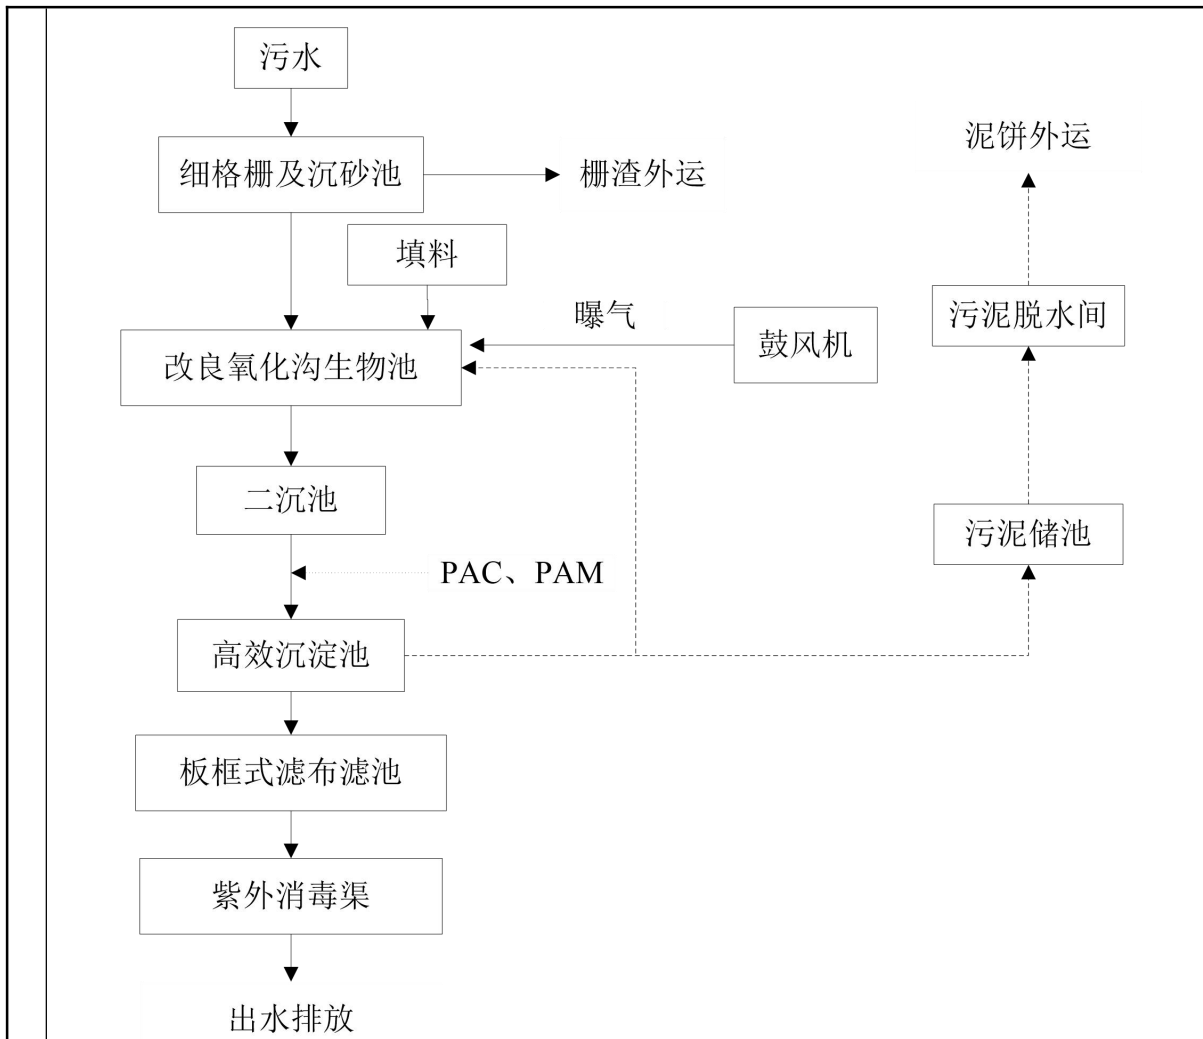 污水
泥饼外运
细格栅及沉砂池
栅渣外运
填料
曝气
鼓风机
污泥脱水间
改良氧化沟生物池
二沉池
污泥储池
PAC、PAM
高效沉淀池
板框式滤布滤池
紫外消毒渠
出水排放